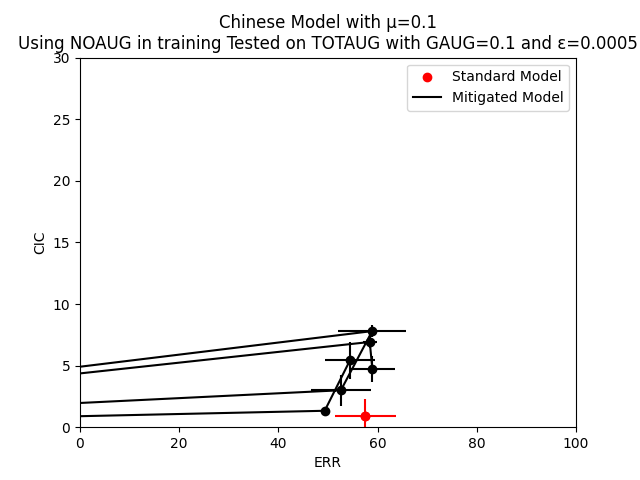 Chinese Model with μ=0.1
Using NOAUG in training Tested on TOTAUG with GAUG=0.1 and ε=0.0005
Standard Model
Mitigated Model
CIC
30
25
20
15
10
5
0
0 20 40 60 80 100
ERR